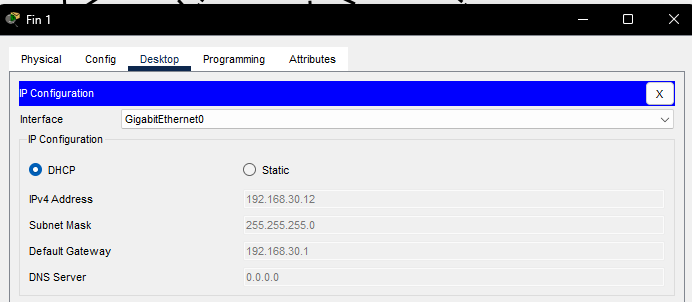 Fin 1
Physical Config Desktop Programming Attributes
IP Configuration X
Interface GigabitEthernet0
IP Configuration
DHCP Static
IPv4 Address 192.168.30.12
Subnet Mask 255.255.255.0
Default Gateway 192.168.30.1
DNS Server 0.0.0.0